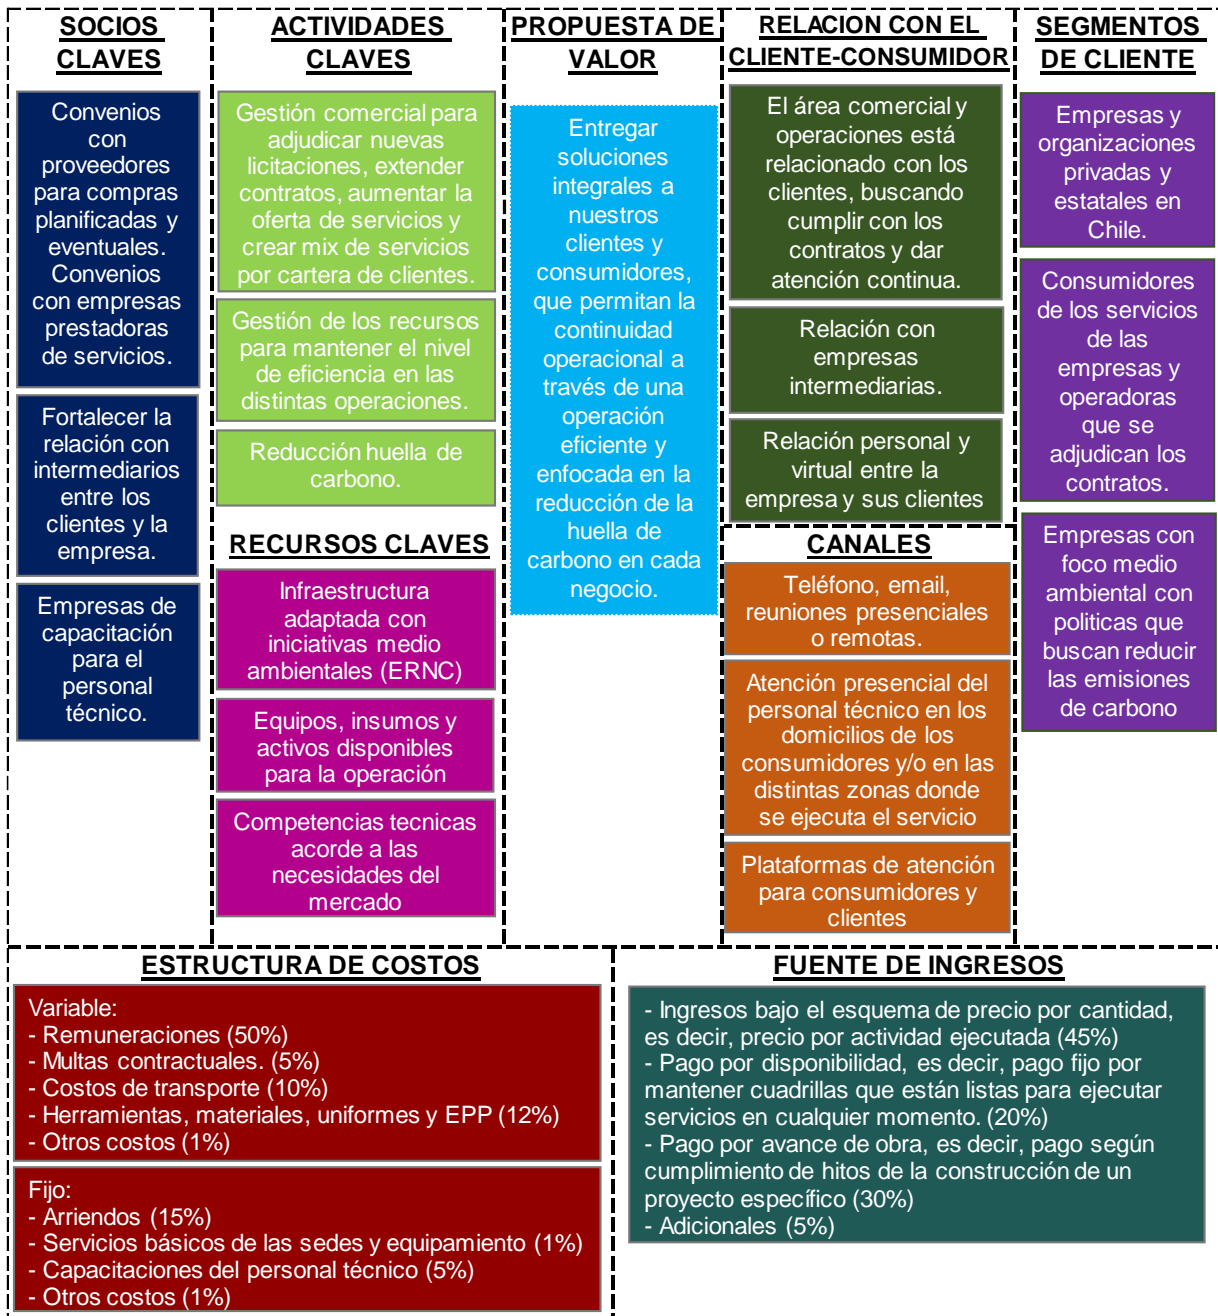 SOCIOS
CLAVES
Convenios
con
proveedores
para compras
planificadas y
eventuales.
Convenios
con empresas
prestadoras
de servicios.
Fortalecer la
relación con
intermediarios
entre los
clientes y la
empresa.
Empresas de
capacitación
para el
personal
técnico.
ACTIVIDADES
CLAVES
Gestión comercial para
adjudicar nuevas
licitaciones, extender
contratos, aumentar la
oferta de servicios y
crear mix de servicios
por cartera de clientes.
Gestión de los recursos
para mantener el nivel
de eficiencia en las
distintas operaciones.
Reducción huella de
carbono.
RECURSOS CLAVES
Infraestructura
adaptada con
iniciativas medio
ambientales (ERNC)
Equipos, insumos y
activos disponibles
para la operación
Competencias tecnicas
acorde a las
necesidades del
mercado
PROPUESTA DE
VALOR
Entregar
soluciones
integrales a
nuestros
clientes y
consumidores,
que permitan la
continuidad
operacional a
través de una
operación
eficiente y
enfocada en la
reducción de la
huella de
carbono en cada
negocio.
RELACION CON EL
CLIENTE-CONSUMIDOR
El área comercial y
operaciones está
relacionado con los
clientes, buscando
cumplir con los
contratos y dar
atención continua.
Relación con
empresas
intermediarias.
Relación personal y
virtual entre la
empresa y sus clientes
CANALES
Teléfono, email,
reuniones presenciales
o remotas.
Atención presencial del
personal técnico en los
domicilios de los
consumidores y/o en las
distintas zonas donde
se ejecuta el servicio
Plataformas de atención
para consumidores y
clientes
SEGMENTOS
DE CLIENTE
Empresas y
organizaciones
privadas y
estatales en
Chile.
Consumidores
de los servicios
de las
empresas y
operadoras
que se
adjudican los
contratos.
Empresas con
foco medio
ambiental con
politicas que
buscan reducir
las emisiones
de carbono
ESTRUCTURA DE COSTOS
Variable:
- Remuneraciones (50%)
- Multas contractuales. (5%)
- Costos de transporte (10%)
- Herramientas, materiales, uniformes y EPP (12%)
- Otros costos (1%)
Fijo:
- Arriendos (15%)
- Servicios básicos de las sedes y equipamiento (1%)
- Capacitaciones del personal técnico (5%)
- Otros costos (1%)
FUENTE DE INGRESOS
- Ingresos bajo el esquema de precio por cantidad,
es decir, precio por actividad ejecutada (45%)
- Pago por disponibilidad, es decir, pago fijo por
mantener cuadrillas que están listas para ejecutar
servicios en cualquier momento. (20%)
- Pago por avance de obra, es decir, pago según
cumplimiento de hitos de la construcción de un
proyecto específico (30%)
- Adicionales (5%)